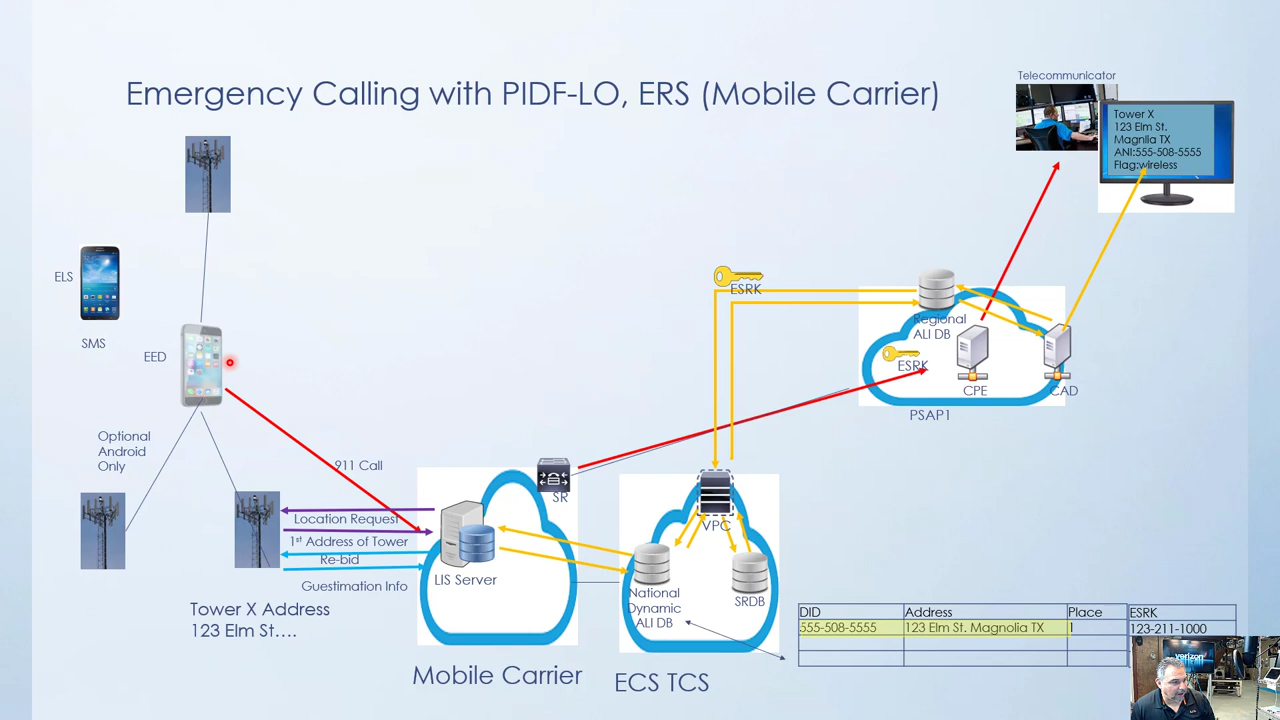 Emergency Calling with PIDF-LO, ERS (Mobile Carrier)
Telecommunicator
Tower X
123 Elm St.
Magnlia TX
ANI:555-508-5555
Flag:wireless
ELS
SMS
EED
ESRK
Regional
ALI DB
ESRK
CPE
CAD
PSAP1
Optional
Android
Only
911 Call
SR
Location Request
1st Address of Tower
Re-bid
Guestimation Info
LIS Server
VPC
National
Dynamic
ALI DB
SRDB
Tower X Address
123 Elm St....
Mobile Carrier
ECS TCS
DID Address Place ESRK
555-508-5555 123 Elm St. Magnolia TX 1 123-211-1000
verizon